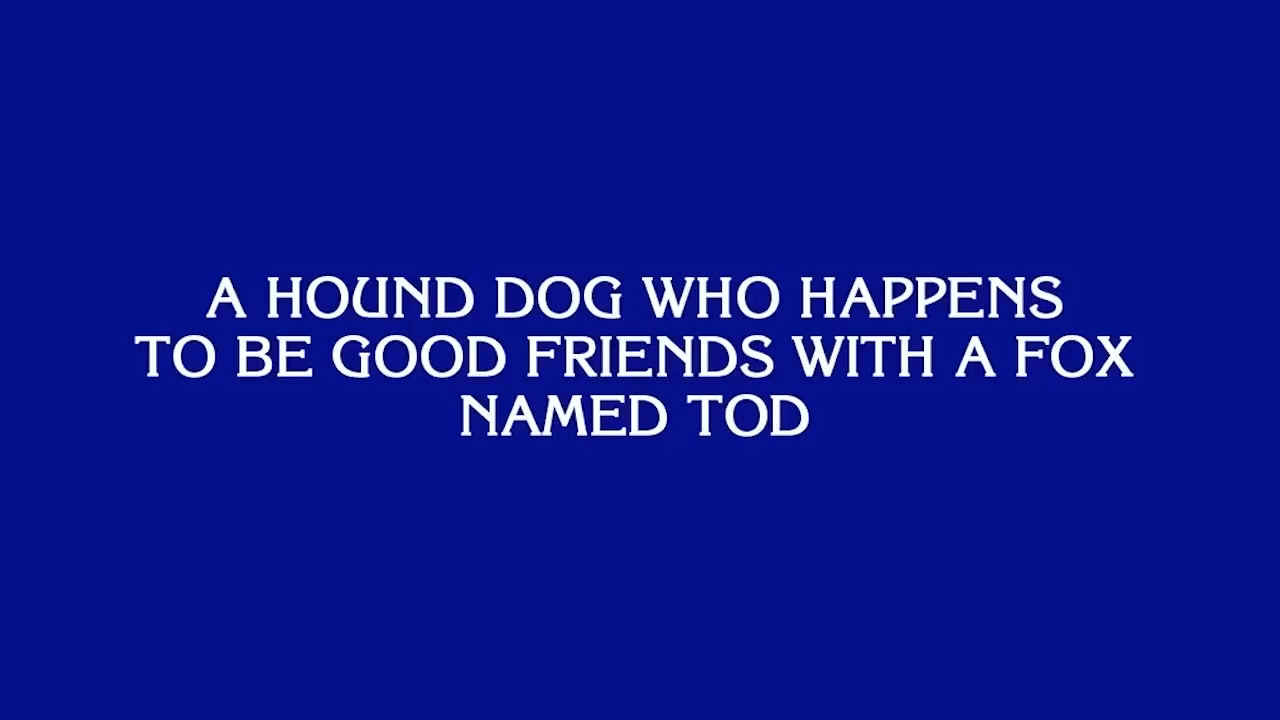 A HOUND DOG WHO HAPPENS
TO BE GOOD FRIENDS WITH A FOX
NAMED TOD